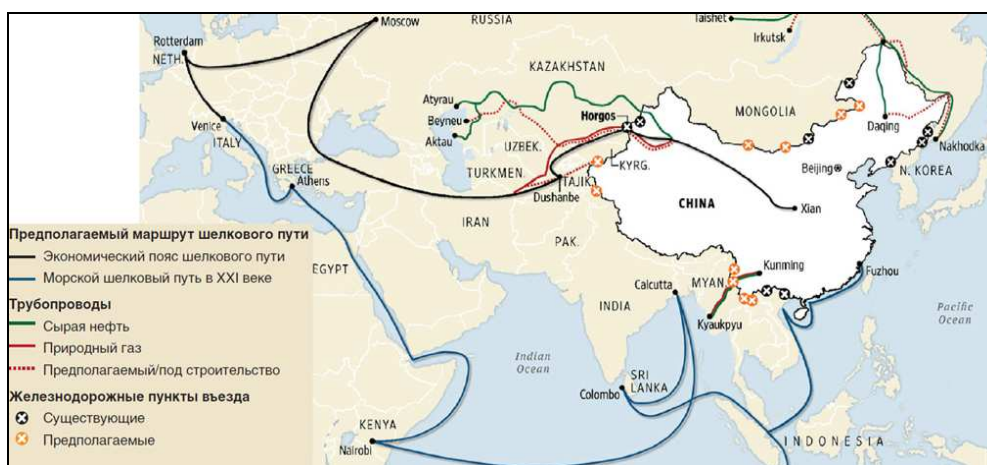 Moscow
RUSSIA
Taishet
Irkutsk
Rotterdam
NETH.
KAZAKHSTAN
Atyrau
Beyneu
Aktau
Horgos
MONGOLIA
Daqing
Nakhodka
Venice
ITALY
UZBEK.
KYRG.
Beijing
N. KOREA
GREECE
Athens
TURKMEN.
TAJIK.
Dushanbe
CHINA
Xian
IRAN
PAK.
Предполагаемый маршрут шелкового пути
Экономический пояс шелкового пути
Морской шелковый путь в XXI веке
EGYPT
Kunming
Fuzhou
MYAN.
Calcutta
INDIA
Kyaukpyu
Pacific
Ocean
Трубопроводы
Сырая нефть
Природный газ
Предполагаемый/под строительство
Indian
Ocean
SRI
LANKA
Colombo
Железнодорожные пункты въезда
Существующие
Предполагаемые
KENYA
Nairobi
INDONESIA